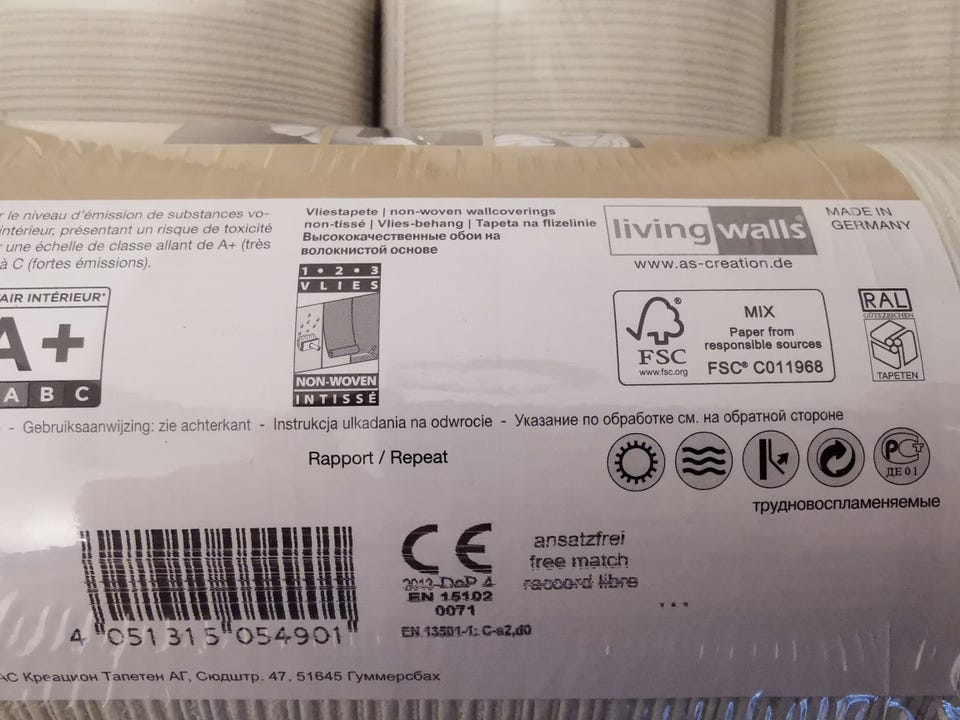 r le niveau d'émission de substances vo-
intérieur, présentant un risque de toxicité
r une échelle de classe allant de A+ (très
à C (fortes émissions).
AIR INTÉRIEUR*
A+
A B C
Vliestapete | non-woven wallcoverings
non-tissé | Vlies-behang | Tapeta na flizelinie
Высококачественные обои на
волокнистой основе
1 • 2 • 3
VLIES
NON-WOVEN
INTISSÉ
living walls
www.as-creation.de
MADE IN
GERMANY
FSC
www.fsc.org
MIX
Paper from
responsible sources
FSC® C011968
RAL
GÜTEZEICHEN
TAPETEN
- Gebruiksaanwijzing: zie achterkant - Instrukcja ulkadania na odwrocie - Указание по обработке см. на обратной стороне
Rapport / Repeat
РСТ
ДЕ 01
трудновоспламеняемые
CE
2013 DoP 4
EN 15102
0071
EN 13501-1: C-s2,d0
ansatzfrei
free match
raccord libre
4 051315 054901
АС Креацион Тапетен АГ, Сюдштр. 47, 51645 Гуммерсбах